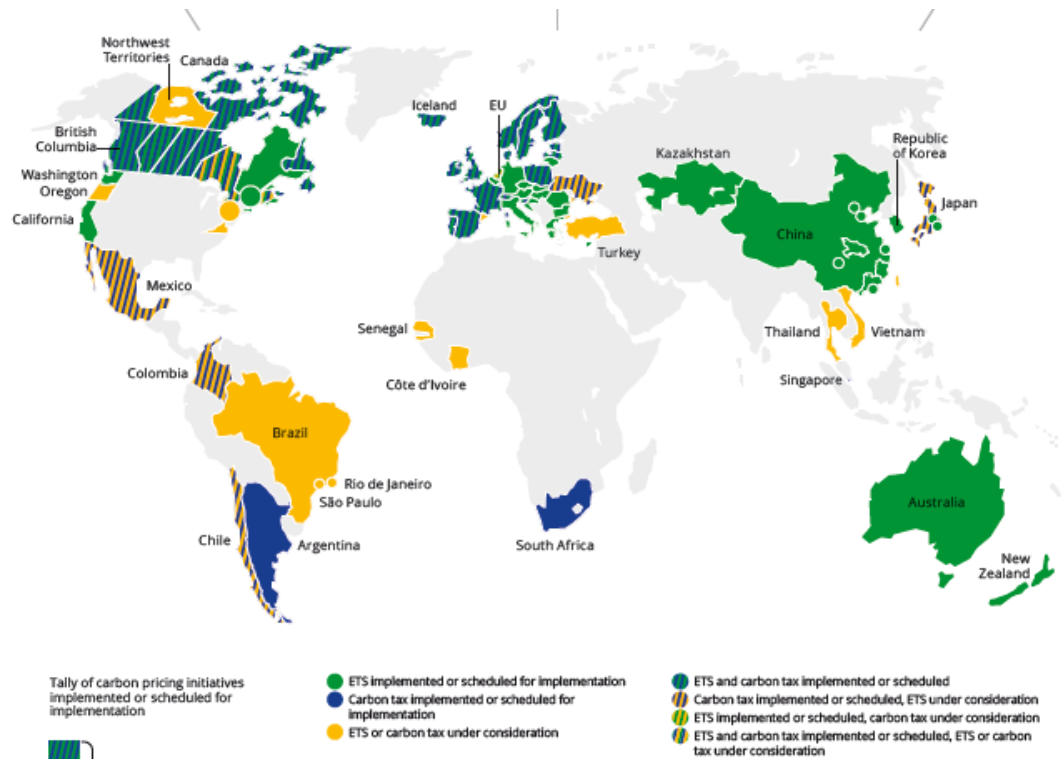 Northwest
Territories
Canada
British
Columbia
Washington
Oregon
California
Mexico
Colombia
Brazil
Rio de Janeiro
São Paulo
Chile
Argentina
Iceland
EU
Turkey
Senegal
Côte d'Ivoire
South Africa
Kazakhstan
China
Republic
of Korea
Japan
Thailand
Vietnam
Singapore
Australia
New
Zealand
Tally of carbon pricing initiatives
implemented or scheduled for
implementation
ETS implemented or scheduled for implementation
Carbon tax implemented or scheduled for
implementation
ETS or carbon tax under consideration
ETS and carbon tax implemented or scheduled
Carbon tax implemented or scheduled, ETS under consideration
ETS implemented or scheduled, carbon tax under consideration
ETS and carbon tax implemented or scheduled, ETS or carbon
tax under consideration